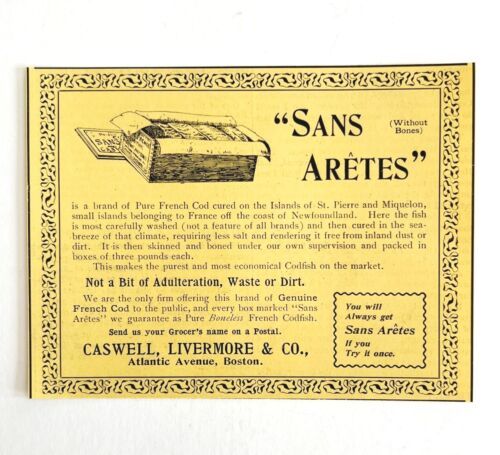 "SANS
(Without
Bones)
ARÊTES"
is a brand of Pure French Cod cured on the Islands of St. Pierre and Miquelon,
small islands belonging to France off the coast of Newfoundland. Here the fish
is most carefully washed (not a feature of all brands) and then cured in the sea-
breeze of that climate, requiring less salt and rendering it free from inland dust or
dirt. It is then skinned and boned under our own supervision and packed in
boxes of three pounds each.
This makes the purest and most economical Codfish on the market.
Not a Bit of Adulteration, Waste or Dirt.
We are the only firm offering this brand of Genuine
French Cod to the public, and every box marked "Sans
Arêtes" we guarantee as Pure Boneless French Codfish.
Send us your Grocer's name on a Postal.
CASWELL, LIVERMORE & CO.,
Atlantic Avenue, Boston.
You will
Always get
Sans Arêtes
If you
Try it once.